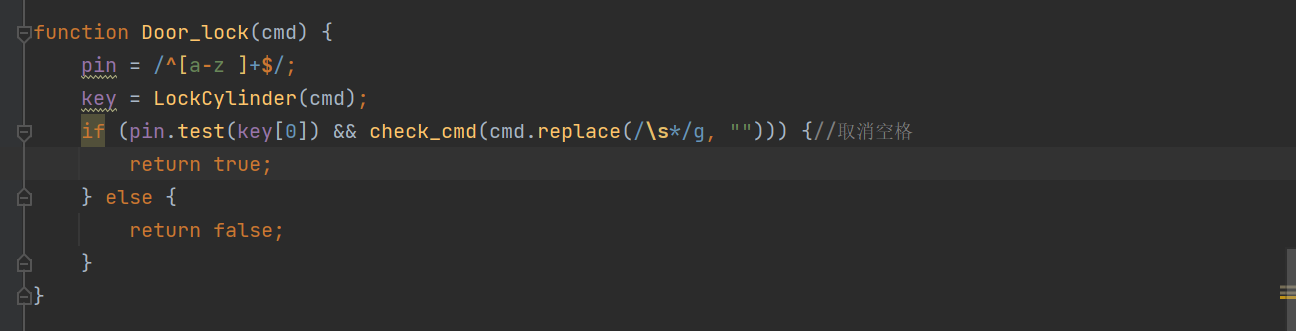 function Door_lock(cmd) {
    pin = /^[a-z ]+$/;
    key = LockCylinder(cmd);
    if (pin.test(key[0]) && check_cmd(cmd.replace(/\s*/g, ""))) {//取消空格
        return true;
    } else {
        return false;
    }
}